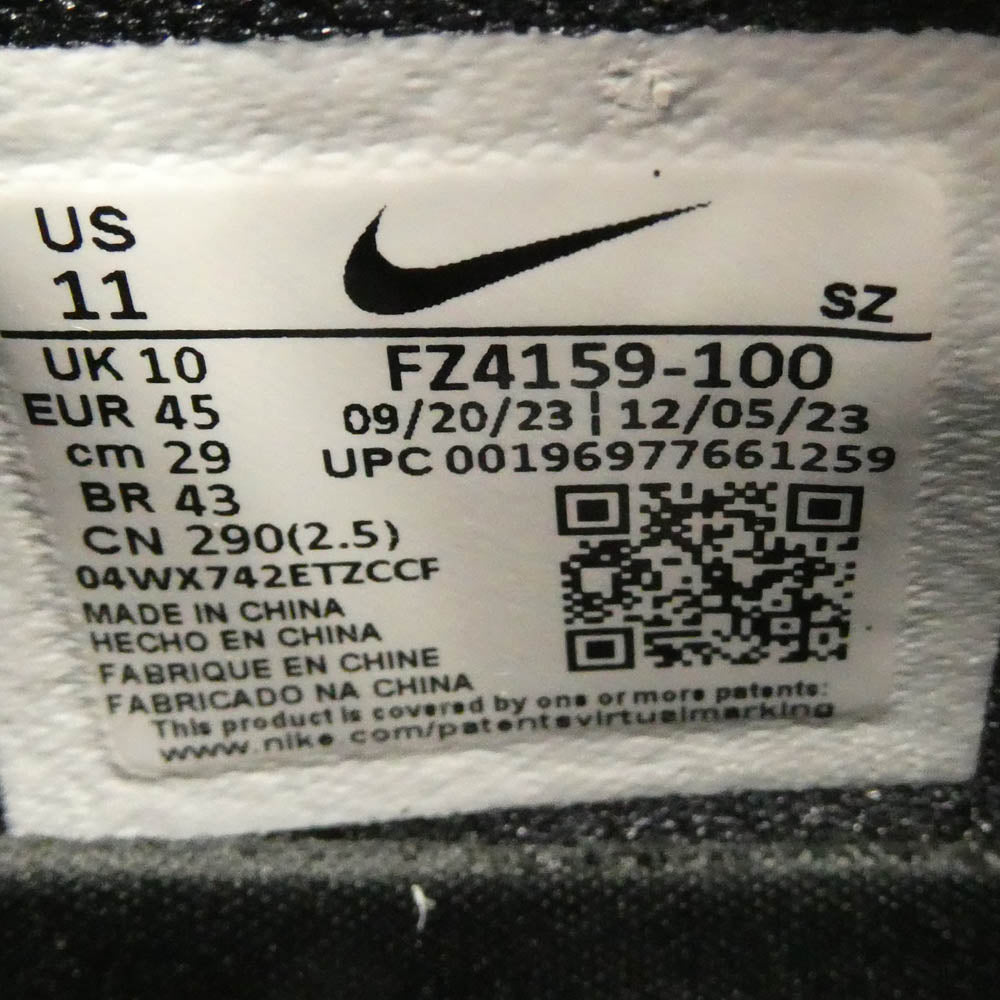 US
11
SZ
UK 10
FZ4159-100
EUR 45
09/20/23 | 12/05/23
cm 29
UPC 00196977661259
BR 43
CN 290(2.5)
04WX742ETZCCF
MADE IN CHINA
HECHO EN CHINA
FABRIQUE EN CHINE
FABRICADO NA CHINA
This product is covered by one or more patents:
www.nike.com/patentsvirtualmarking